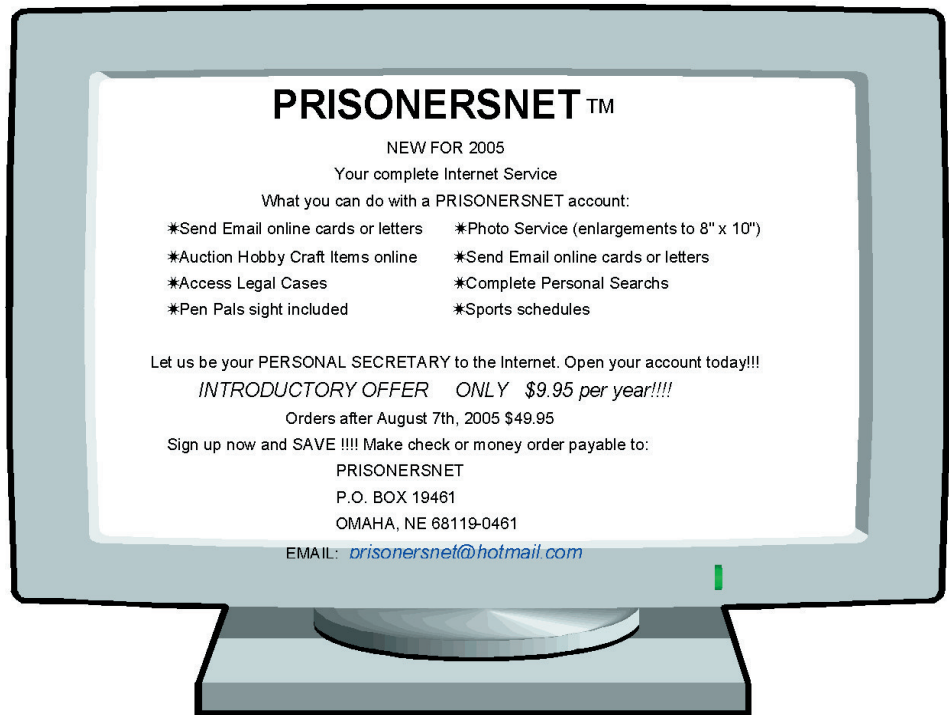 PRISONERSNET TM
NEW FOR 2005
Your complete Internet Service
What you can do with a PRISONERSNET account:
✷Send Email online cards or letters ✷Photo Service (enlargements to 8" x 10")
✷Auction Hobby Craft Items online ✷Send Email online cards or letters
✷Access Legal Cases ✷Complete Personal Searchs
✷Pen Pals sight included ✷Sports schedules
Let us be your PERSONAL SECRETARY to the Internet. Open your account today!!!
INTRODUCTORY OFFER ONLY $9.95 per year!!!!
Orders after August 7th, 2005 $49.95
Sign up now and SAVE !!!! Make check or money order payable to:
PRISONERSNET
P.O. BOX 19461
OMAHA, NE 68119-0461
EMAIL: prisonersnet@hotmail.com